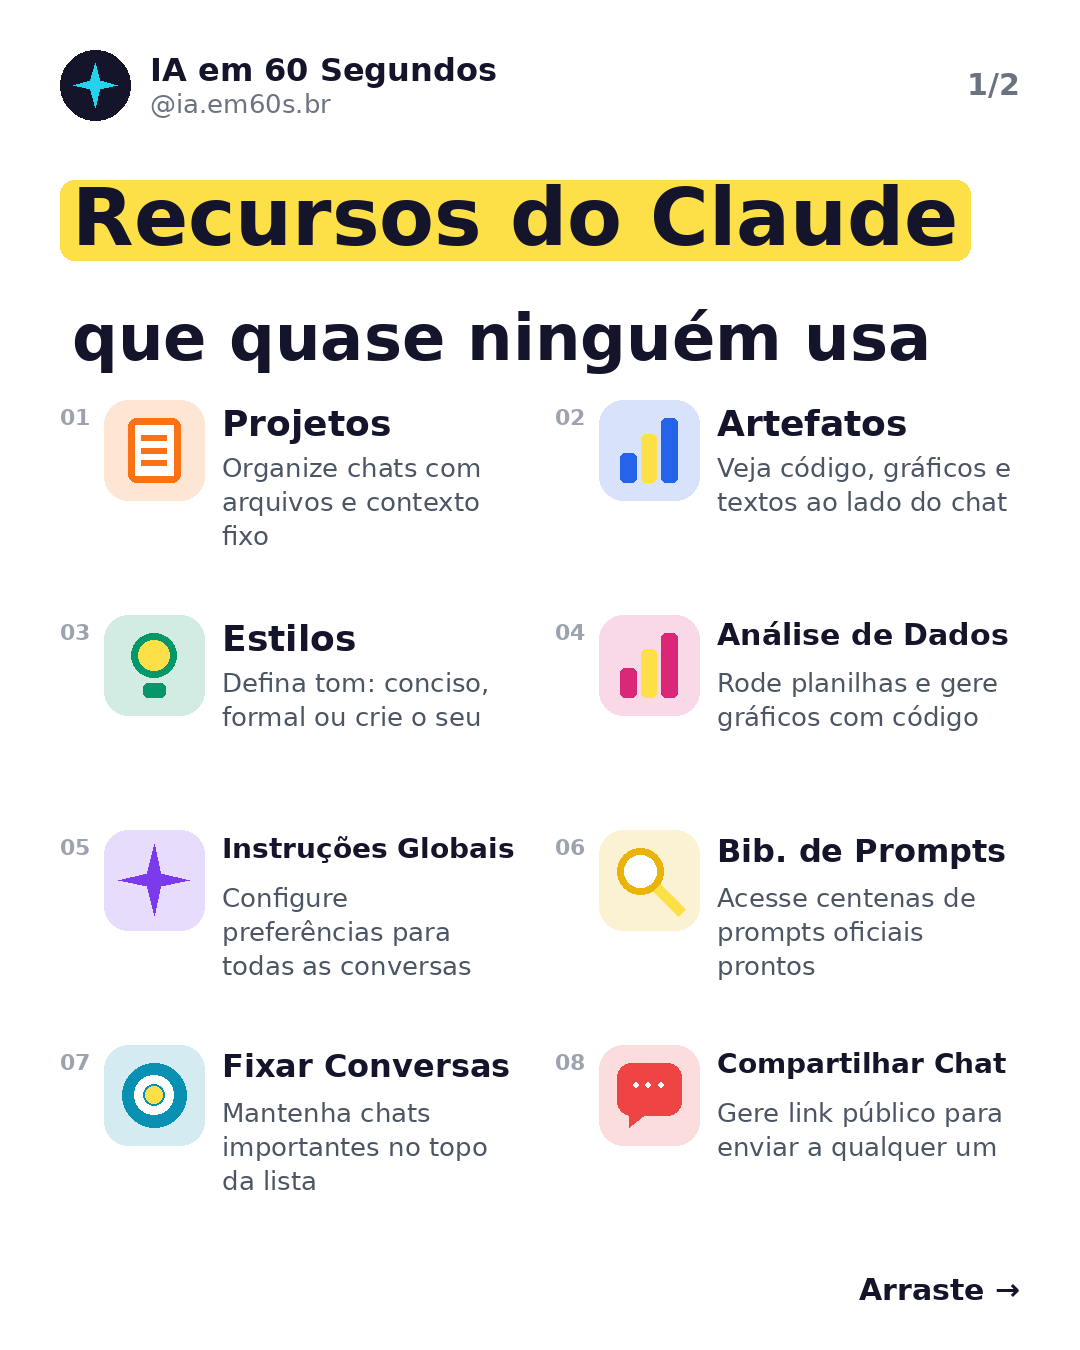 IA em 60 Segundos
@ia.em60s.br
1/2
Recursos do Claude
que quase ninguém usa
01
Projetos
Organize chats com
arquivos e contexto
fixo
02
Artefatos
Veja código, gráficos e
textos ao lado do chat
03
Estilos
Defina tom: conciso,
formal ou crie o seu
04
Análise de Dados
Rode planilhas e gere
gráficos com código
05
Instruções Globais
Configure
preferências para
todas as conversas
06
Bib. de Prompts
Acesse centenas de
prompts oficiais
prontos
07
Fixar Conversas
Mantenha chats
importantes no topo
da lista
08
Compartilhar Chat
Gere link público para
enviar a qualquer um
Arraste →